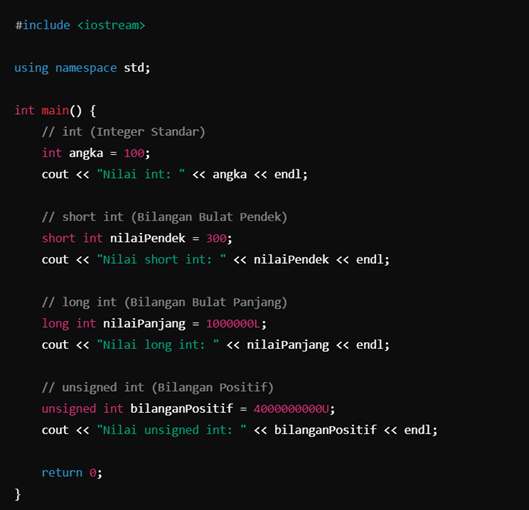 #include <iostream>
using namespace std;
int main() {
// int (Integer Standar)
int angka = 100;
cout << "Nilai int: " << angka << endl;
// short int (Bilangan Bulat Pendek)
short int nilaiPendek = 300;
cout << "Nilai short int: " << nilaiPendek << endl;
// long int (Bilangan Bulat Panjang)
long int nilaiPanjang = 1000000L;
cout << "Nilai long int: " << nilaiPanjang << endl;
// unsigned int (Bilangan Positif)
unsigned int bilanganPositif = 4000000000U;
cout << "Nilai unsigned int: " << bilanganPositif << endl;
return 0;
}